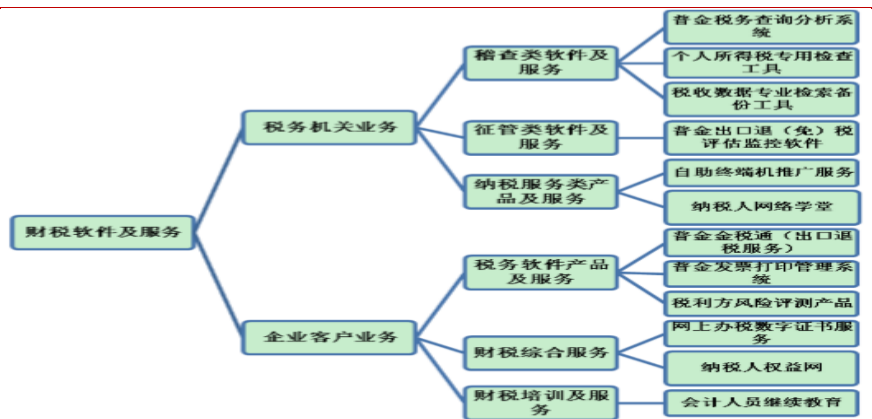 财税软件及服务
税务机关业务
稽查类软件及
服务
普金税务查询分析系
统
个人所得税专用检查
工具
税收数据专业检索备
份工具
征管类软件及
服务
普金出口退（免）税
评估监控软件
纳税服务类产
品及服务
自助终端机推广服务
纳税人网络学堂
企业客户业务
税务软件产品
及服务
普金金税通（出口退
税服务）
普金发票打印管理系
统
税利方风险评测产品
财税综合服务
网上办税数字证书服
务
纳税人权益网
财税培训及服
务
会计人员继续教育